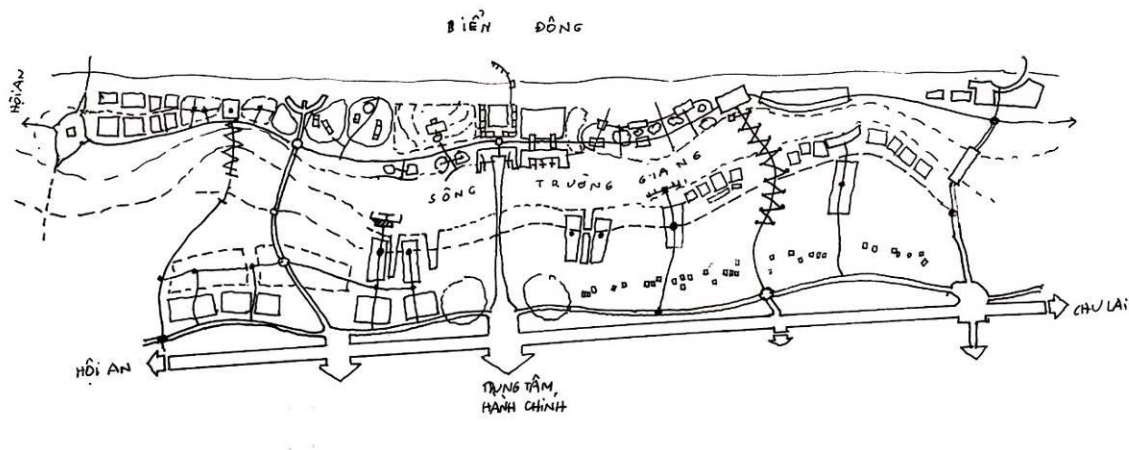 BIỂN ĐÔNG
HỘI AN
SÔNG TRƯỜNG GIANG
CHU LAI
HỘI AN
TRUNG TÂM,
HÀNH CHÍNH